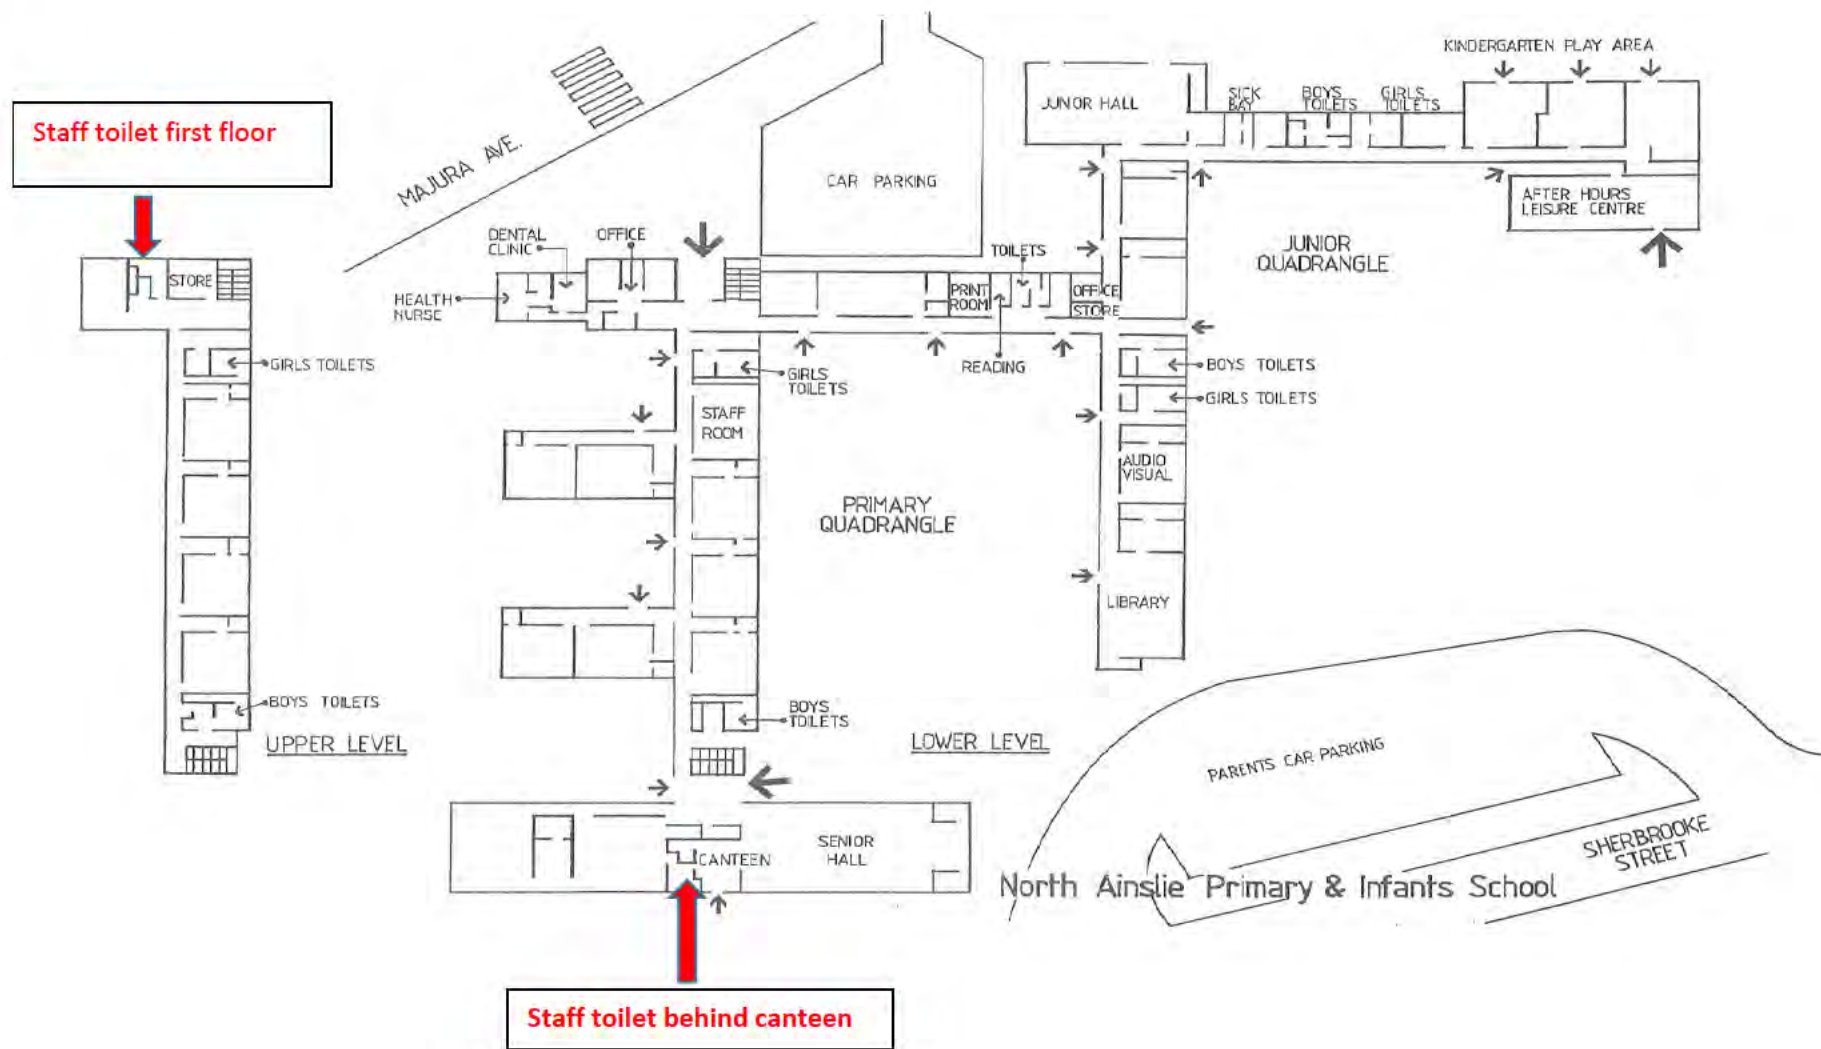 KINDERGARTEN PLAY AREA
Staff toilet first floor
MAJURA AVE.
JUNIOR HALL
SICK
BAY
BOYS
TOILETS
GIRLS
TOILETS
CAR PARKING
AFTER HOURS
LEISURE CENTRE
DENTAL
CLINIC
OFFICE
TOILETS
JUNIOR
QUADRANGLE
STORE
HEALTH
NURSE
PRINT
ROOM
OFFICE
STORE
GIRLS TOILETS
GIRLS
TOILETS
READING
BOYS TOILETS
GIRLS TOILETS
STAFF
ROOM
AUDIO
VISUAL
PRIMARY
QUADRANGLE
LIBRARY
BOYS TOILETS
BOYS
TOILETS
UPPER LEVEL
LOWER LEVEL
PARENTS CAR PARKING
CANTEEN
SENIOR
HALL
SHERBROOKE
STREET
North Ainslie Primary & Infants School
Staff toilet behind canteen